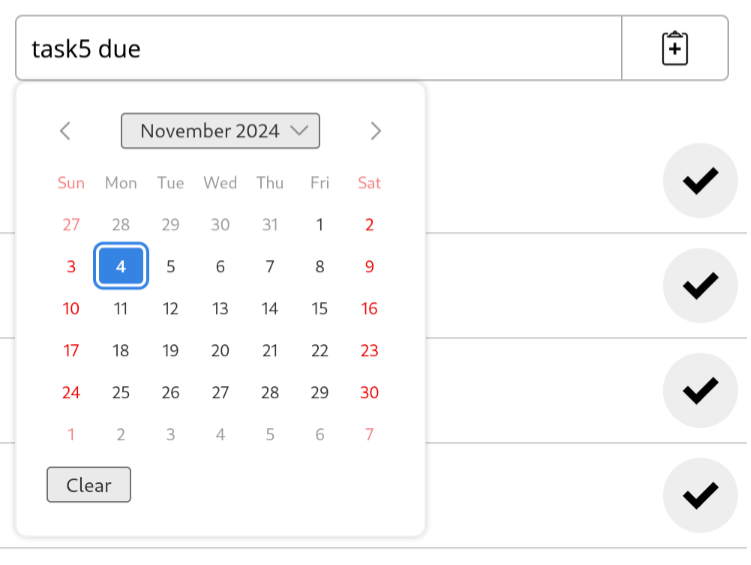 task5 due
November 2024
Sun Mon Tue Wed Thu Fri Sat
27 28 29 30 31 1 2
3 4 5 6 7 8 9
10 11 12 13 14 15 16
17 18 19 20 21 22 23
24 25 26 27 28 29 30
1 2 3 4 5 6 7
Clear